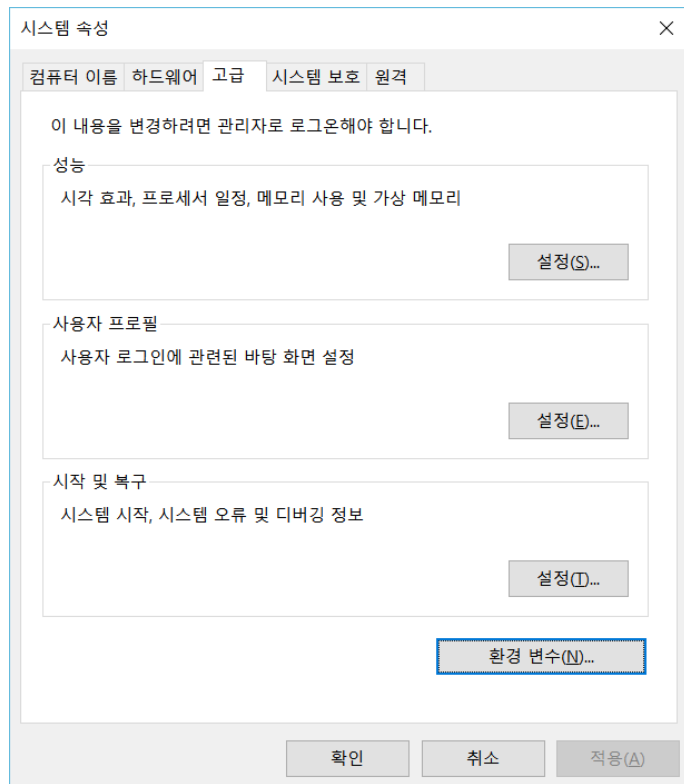 시스템 속성
컴퓨터 이름 하드웨어 고급 시스템 보호 원격
이 내용을 변경하려면 관리자로 로그온해야 합니다.
성능
시각 효과, 프로세서 일정, 메모리 사용 및 가상 메모리
설정(S)...
사용자 프로필
사용자 로그인에 관련된 바탕 화면 설정
설정(E)...
시작 및 복구
시스템 시작, 시스템 오류 및 디버깅 정보
설정(T)...
환경 변수(N)...
확인 취소 적용(A)